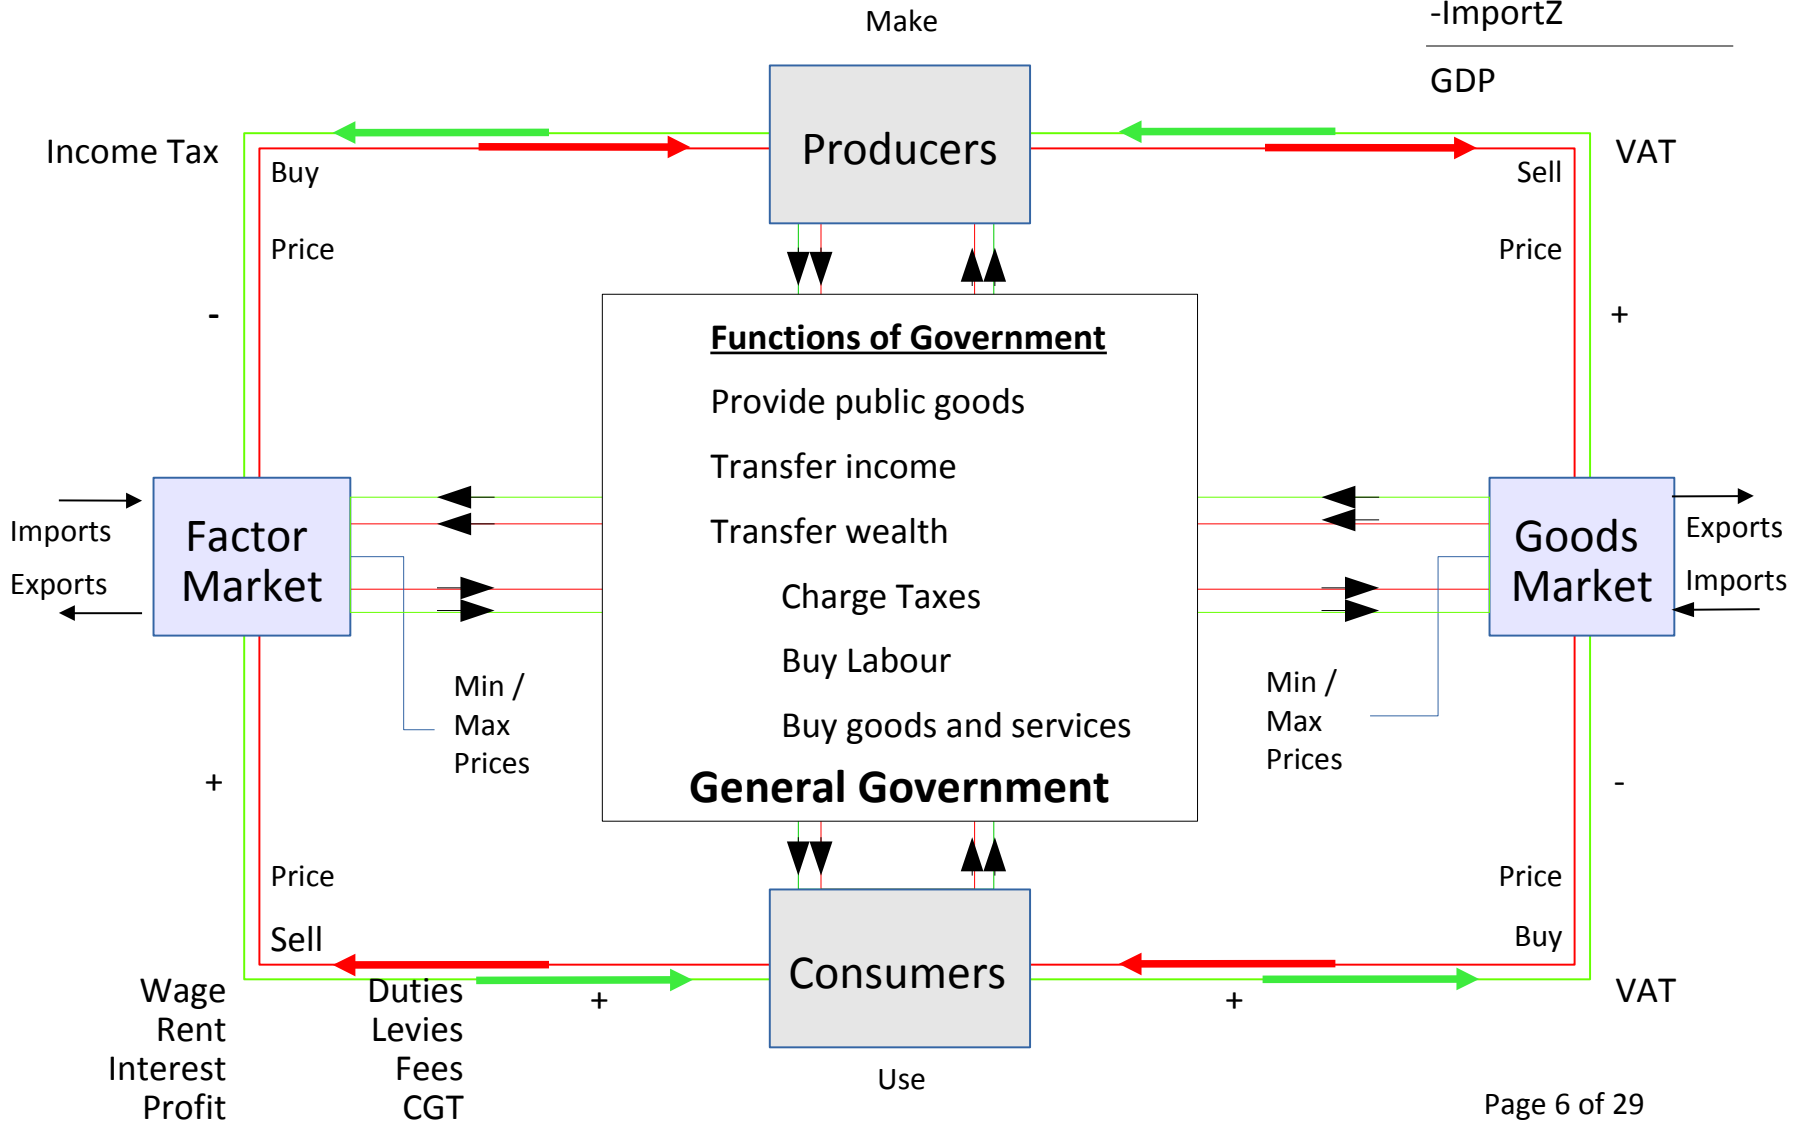 -ImportZ
Make
GDP
Producers
Income Tax
VAT
Buy
Sell
Price
Price
-
+
Functions of Government
Provide public goods
Transfer income
Transfer wealth
Charge Taxes
Buy Labour
Buy goods and services
General Government
Imports
Exports
Factor
Market
Goods
Market
Exports
Imports
Min /
Max
Prices
Min /
Max
Prices
+
-
Price
Sell
Price
Buy
Consumers
+
+
Wage
Rent
Interest
Profit
Duties
Levies
Fees
CGT
VAT
Use
Page 6 of 29